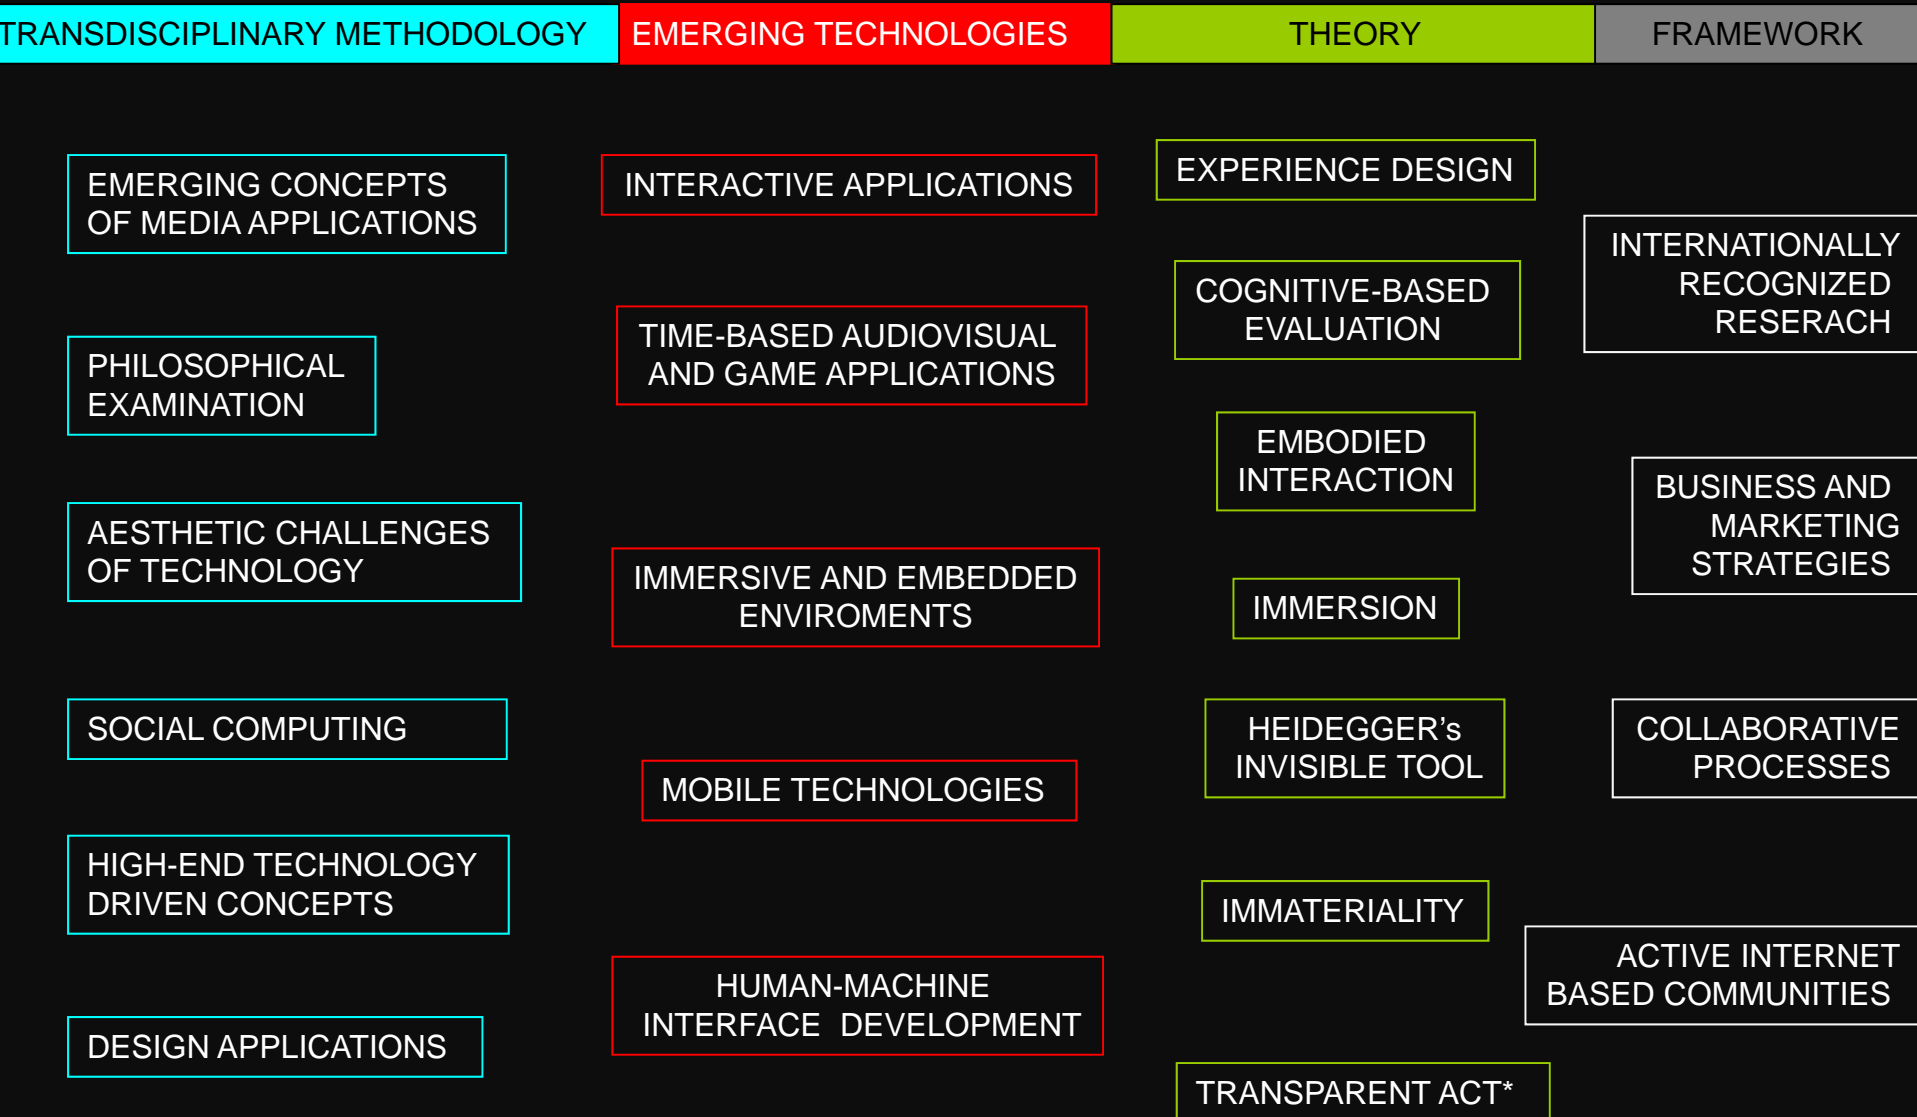 TRANSDISCIPLINARY METHODOLOGY
EMERGING TECHNOLOGIES
THEORY
FRAMEWORK
EMERGING CONCEPTS
OF MEDIA APPLICATIONS
PHILOSOPHICAL
EXAMINATION
AESTHETIC CHALLENGES
OF TECHNOLOGY
SOCIAL COMPUTING
HIGH-END TECHNOLOGY
DRIVEN CONCEPTS
DESIGN APPLICATIONS
INTERACTIVE APPLICATIONS
TIME-BASED AUDIOVISUAL
AND GAME APPLICATIONS
IMMERSIVE AND EMBEDDED
ENVIROMENTS
MOBILE TECHNOLOGIES
HUMAN-MACHINE
INTERFACE DEVELOPMENT
EXPERIENCE DESIGN
COGNITIVE-BASED
EVALUATION
EMBODIED
INTERACTION
IMMERSION
HEIDEGGER's
INVISIBLE TOOL
IMMATERIALITY
TRANSPARENT ACT*
INTERNATIONALLY
RECOGNIZED
RESERACH
BUSINESS AND
MARKETING
STRATEGIES
COLLABORATIVE
PROCESSES
ACTIVE INTERNET
BASED COMMUNITIES